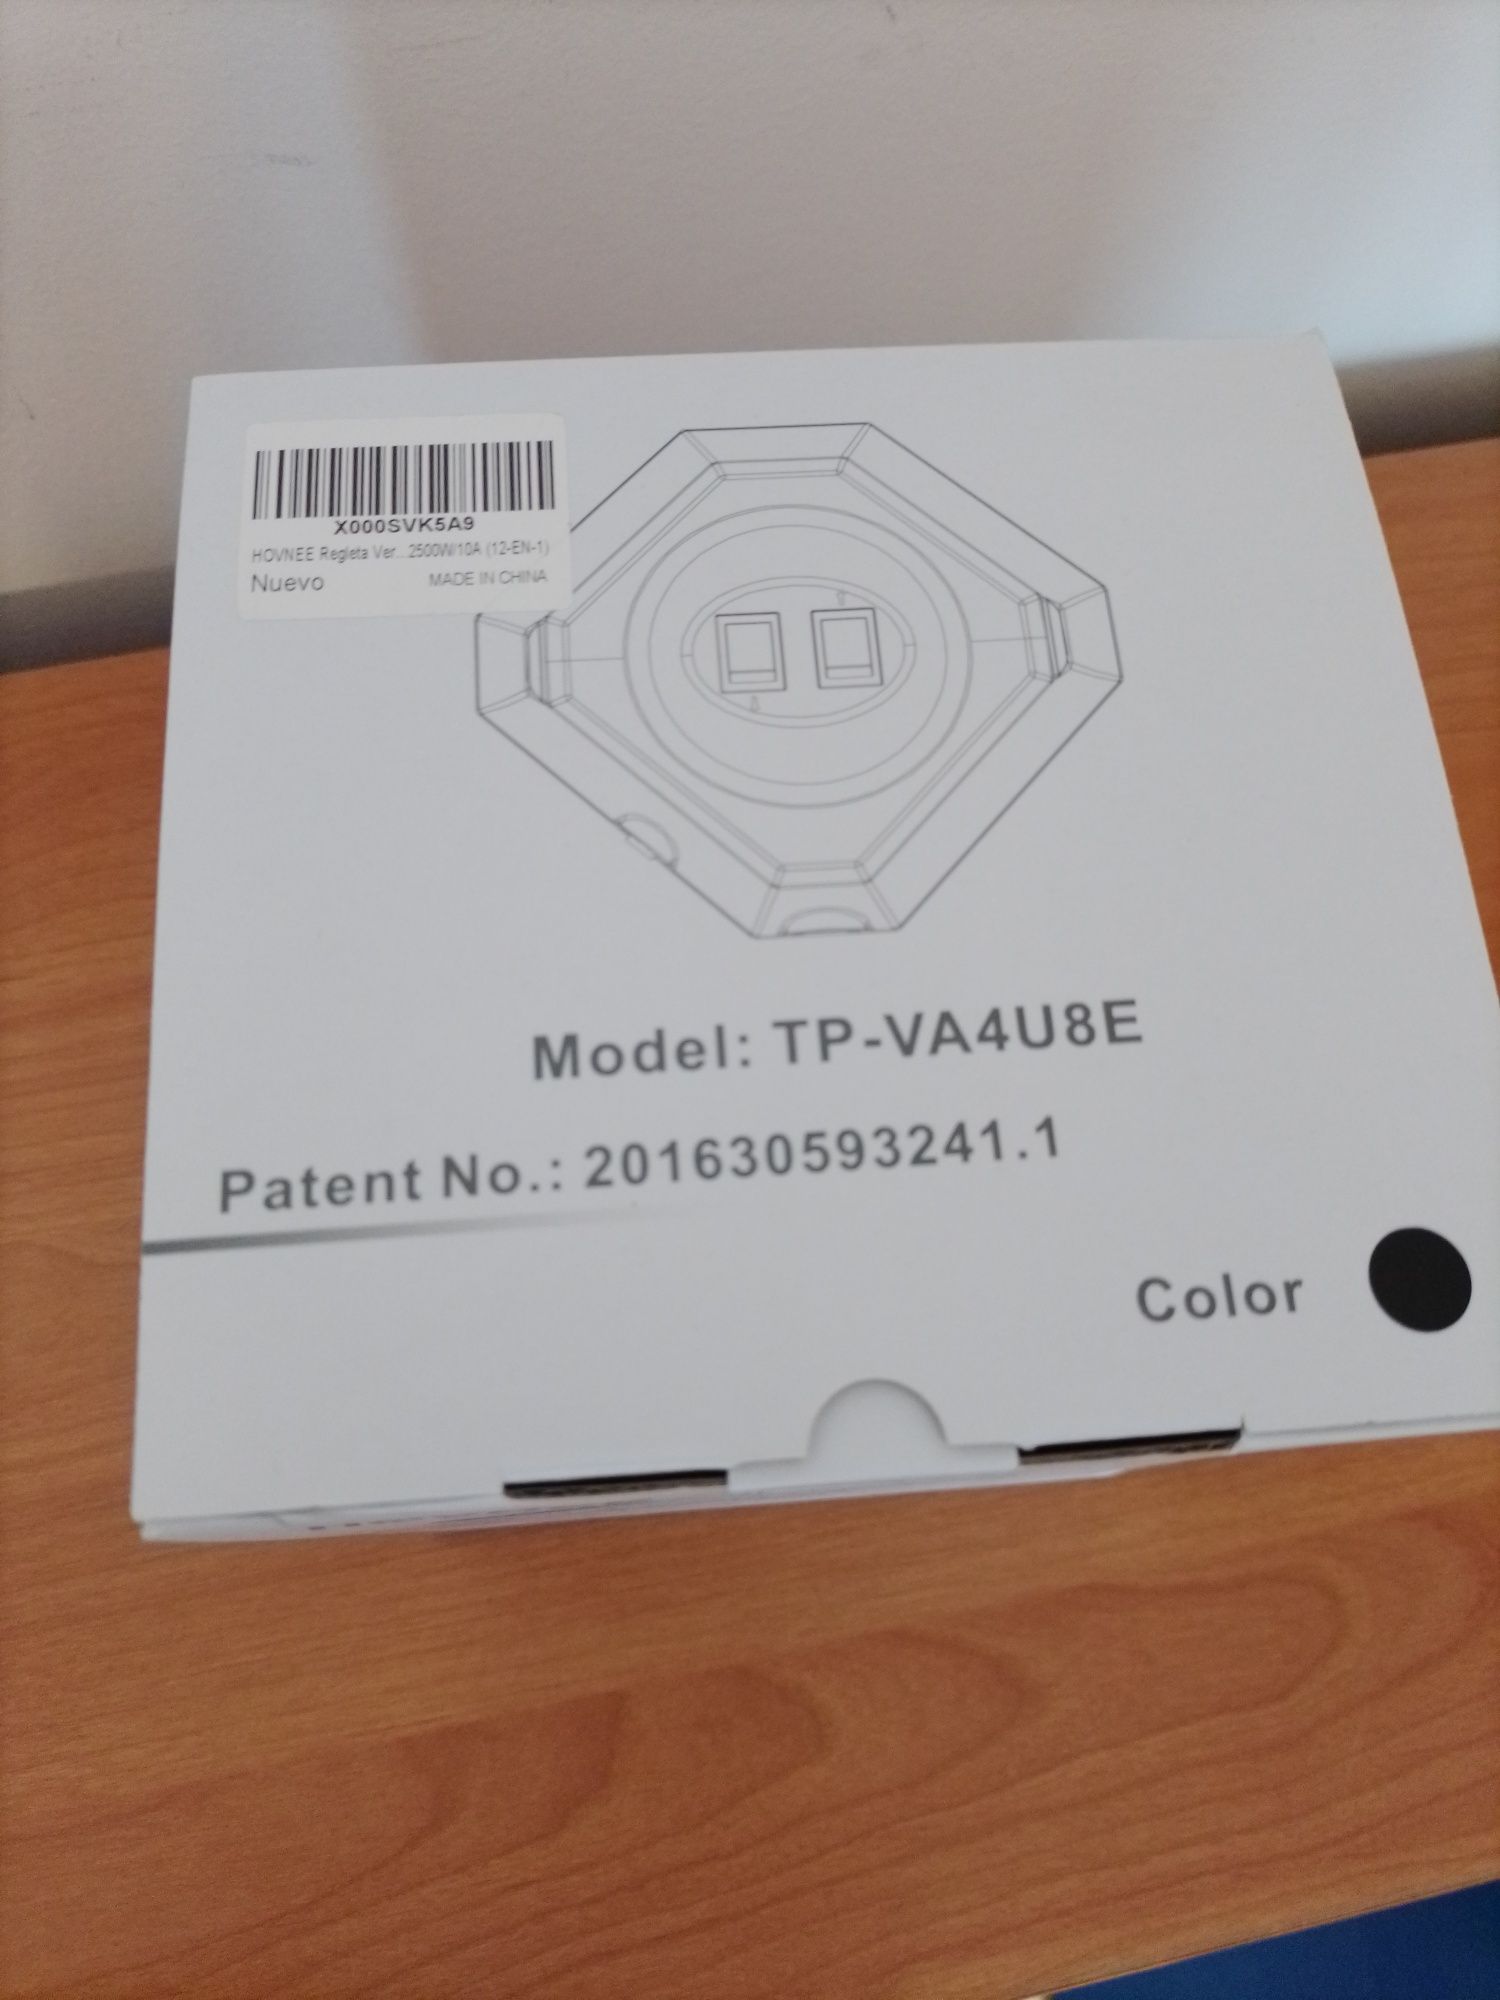 X000SVK5A9
HOVNEE Regleta Ver...2500W/10A (12-EN-1)
Nuevo MADE IN CHINA
Model: TP-VA4U8E
Patent No.: 201630593241.1
Color